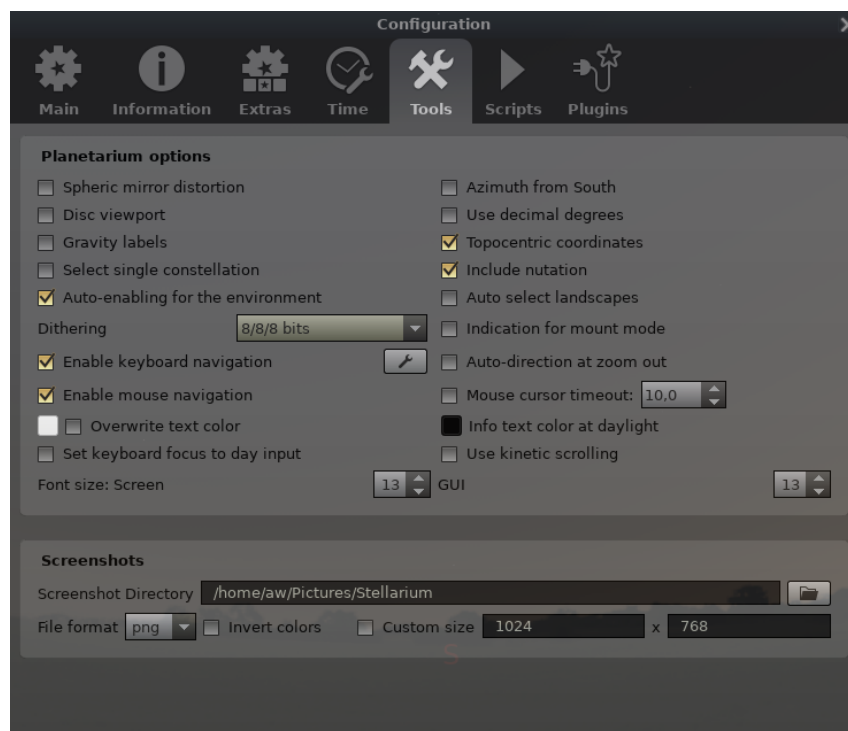 Configuration
Main Information Extras Time Tools Scripts Plugins
Planetarium options
Spheric mirror distortion
Disc viewport
Gravity labels
Select single constellation
Auto-enabling for the environment
Dithering 8/8/8 bits
Enable keyboard navigation
Enable mouse navigation
Overwrite text color
Set keyboard focus to day input
Font size: Screen 13
Azimuth from South
Use decimal degrees
Topocentric coordinates
Include nutation
Auto select landscapes
Indication for mount mode
Auto-direction at zoom out
Mouse cursor timeout: 10,0
Info text color at daylight
Use kinetic scrolling
GUI 13
Screenshots
Screenshot Directory /home/aw/Pictures/Stellarium
File format png Invert colors Custom size 1024 x 768
S